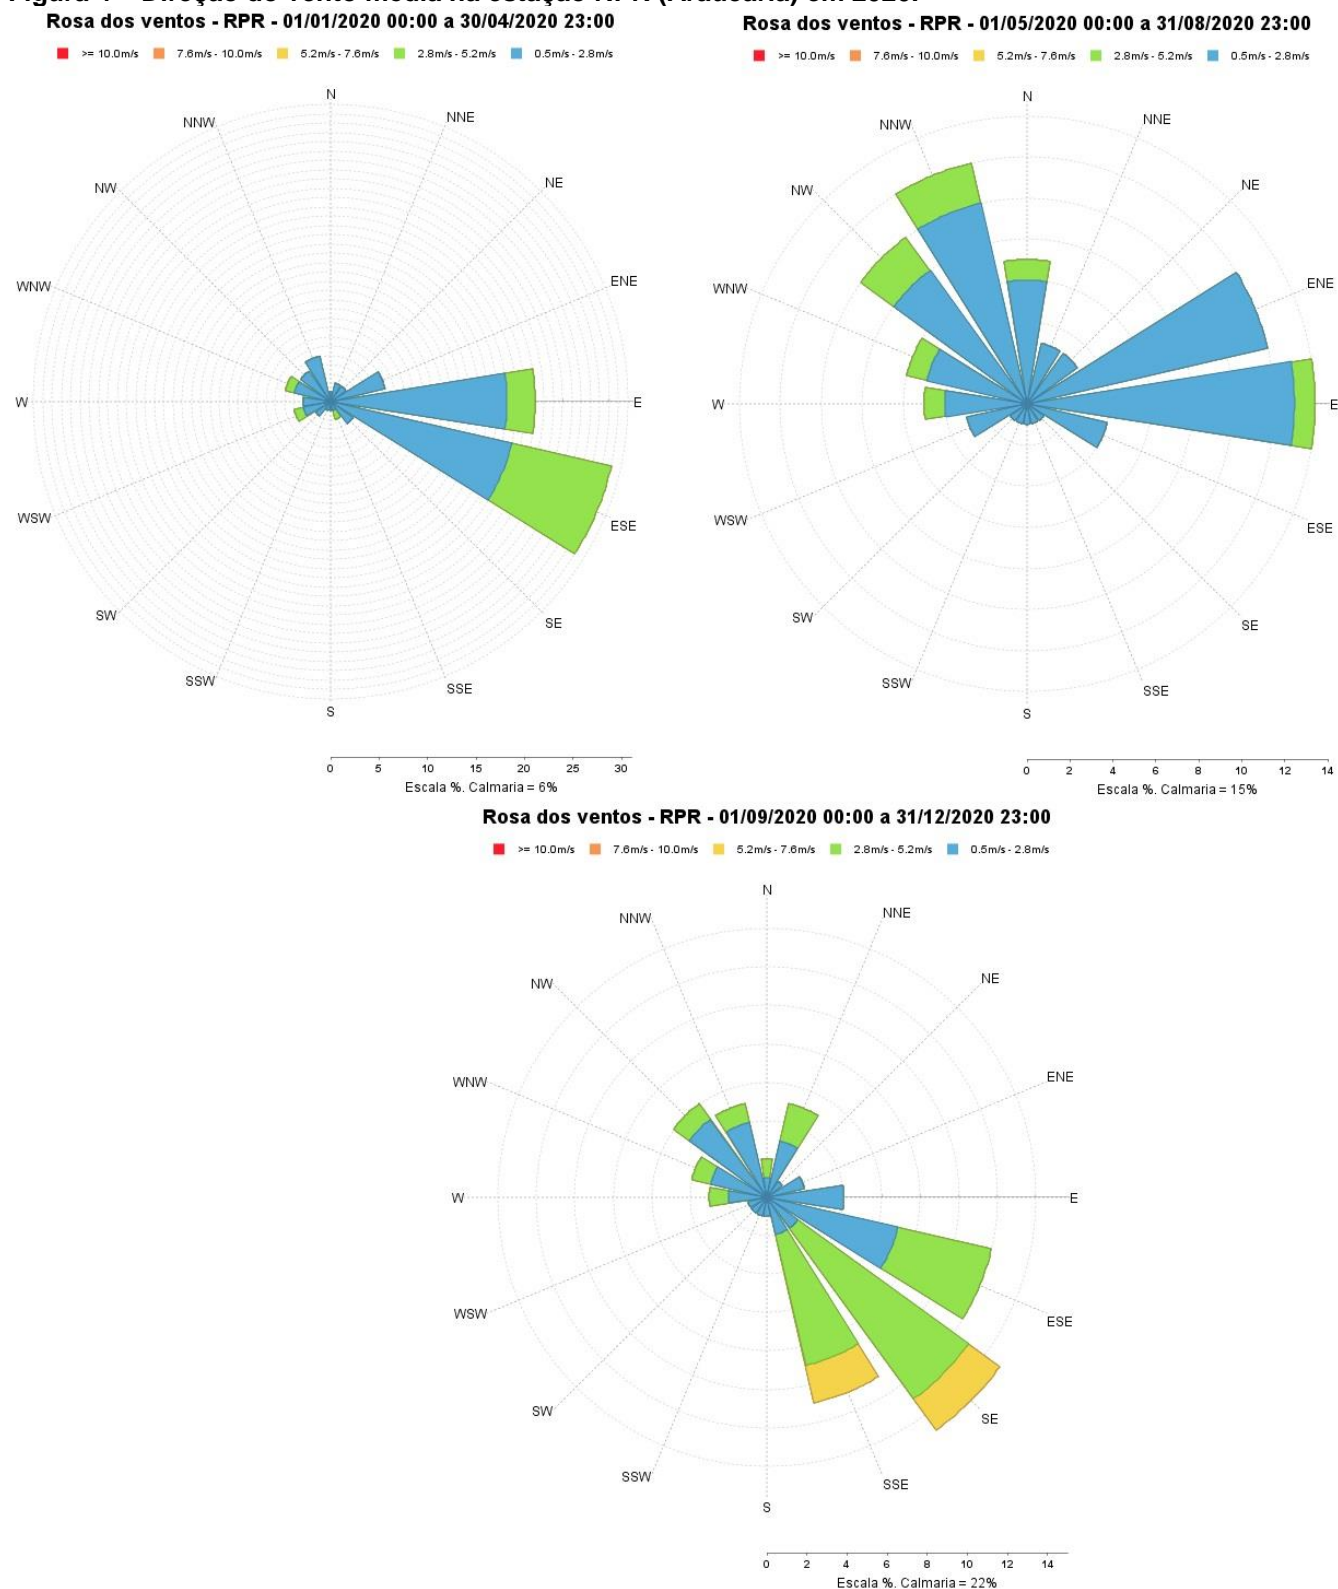 Rosa dos ventos - RPR - 01/01/2020 00:00 a 30/04/2020 23:00
>= 10.0m/s 7.6m/s - 10.0m/s 5.2m/s - 7.6m/s 2.8m/s - 5.2m/s 0.5m/s - 2.8m/s
N
NNW
NNE
NW
NE
WNW
ENE
W
E
WSW
ESE
SW
SE
SSW
SSE
S
0 5 10 15 20 25 30
Escala %. Calmaria = 6%
Rosa dos ventos - RPR - 01/05/2020 00:00 a 31/08/2020 23:00
>= 10.0m/s 7.6m/s - 10.0m/s 5.2m/s - 7.6m/s 2.8m/s - 5.2m/s 0.5m/s - 2.8m/s
N
NNW
NNE
NW
NE
WNW
ENE
W
E
WSW
ESE
SW
SE
SSW
SSE
S
0 2 4 6 8 10 12 14
Escala %. Calmaria = 15%
Rosa dos ventos - RPR - 01/09/2020 00:00 a 31/12/2020 23:00
>= 10.0m/s 7.6m/s - 10.0m/s 5.2m/s - 7.6m/s 2.8m/s - 5.2m/s 0.5m/s - 2.8m/s
N
NNW
NNE
NW
NE
WNW
ENE
W
E
WSW
ESE
SW
SE
SSW
SSE
S
0 2 4 6 8 10 12 14
Escala %. Calmaria = 22%